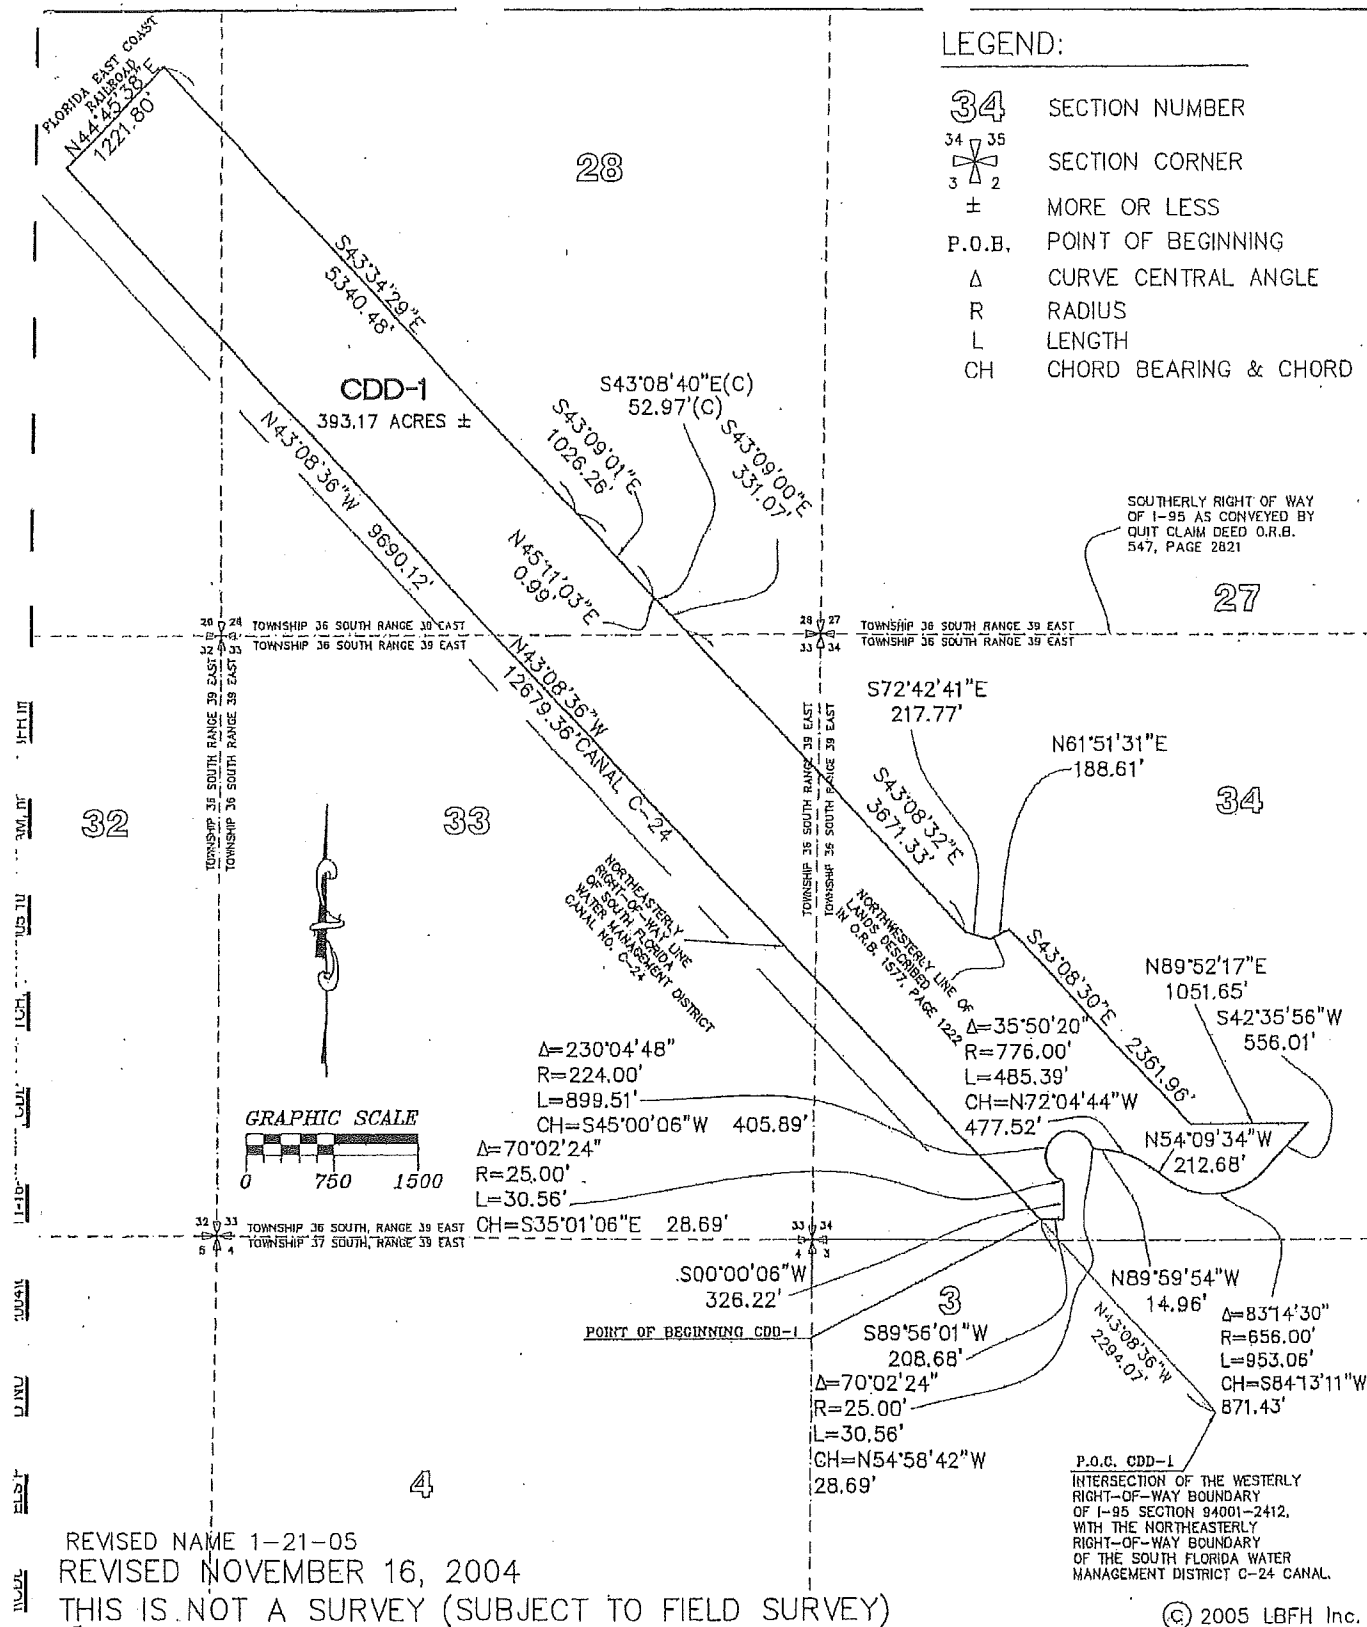 LEGEND:
34 SECTION NUMBER
34 35
3 2
SECTION CORNER
± MORE OR LESS
P.O.B. POINT OF BEGINNING
Δ CURVE CENTRAL ANGLE
R RADIUS
L LENGTH
CH CHORD BEARING & CHORD
FLORIDA EAST COAST
RAILROAD
N44°45'38"E
1221.80'
28
S43°34'29"E
5340.48'
CDD-1
393.17 ACRES ±
S43°08'40"E(C)
52.97'(C)
S43°09'01"E
1026.26'
S43°09'00"E
331.07'
N43°08'36"W 9690.12'
N45°11'03"E
0.99'
SOUTHERLY RIGHT OF WAY
OF I-95 AS CONVEYED BY
QUIT CLAIM DEED O.R.B.
547, PAGE 2821
27
TOWNSHIP 36 SOUTH RANGE 39 EAST
TOWNSHIP 36 SOUTH RANGE 39 EAST
32 33
28 27
33 34
TOWNSHIP 36 SOUTH RANGE 39 EAST
TOWNSHIP 36 SOUTH RANGE 39 EAST
TOWNSHIP 36 SOUTH RANGE 39 EAST
TOWNSHIP 36 SOUTH RANGE 39 EAST
TOWNSHIP 36 SOUTH RANGE 39 EAST
TOWNSHIP 36 SOUTH RANGE 39 EAST
N43°08'36"W
12679.36' CANAL C-24
S72°42'41"E
217.77'
N61°51'31"E
188.61'
32
33
34
S43°08'32"E
3671.33'
NORTHEASTERLY
RIGHT-OF-WAY LINE
OF SOUTH FLORIDA
WATER MANAGEMENT DISTRICT
CANAL NO. C-24
NORTHWESTERLY LINE OF
LANDS DESCRIBED
IN O.R.B. 1577, PAGE 1222
S43°08'30"E 2361.96'
N89°52'17"E
1051.65'
S42°35'56"W
556.01'
Δ=35°50'20"
R=776.00'
L=485.39'
CH=N72°04'44"W
477.52'
Δ=230°04'48"
R=224.00'
L=899.51'
CH=S45°00'06"W 405.89'
N54°09'34"W
212.68'
GRAPHIC SCALE
0 750 1500
Δ=70°02'24"
R=25.00'
L=30.56'
CH=S35°01'06"E 28.69'
32 33
5 4
TOWNSHIP 36 SOUTH, RANGE 39 EAST
TOWNSHIP 37 SOUTH, RANGE 39 EAST
33 34
4 3
S00°00'06"W
326.22'
POINT OF BEGINNING CDD-1
3
S89°56'01"W
208.68'
N89°59'54"W
14.96'
N43°08'36"W
2294.07'
Δ=83°14'30"
R=656.00'
L=953.06'
CH=S84°13'11"W
871.43'
Δ=70°02'24"
R=25.00'
L=30.56'
CH=N54°58'42"W
28.69'
4
P.O.C. CDD-1
INTERSECTION OF THE WESTERLY
RIGHT-OF-WAY BOUNDARY
OF I-95 SECTION 94001-2412,
WITH THE NORTHEASTERLY
RIGHT-OF-WAY BOUNDARY
OF THE SOUTH FLORIDA WATER
MANAGEMENT DISTRICT C-24 CANAL.
REVISED NAME 1-21-05
REVISED NOVEMBER 16, 2004
THIS IS NOT A SURVEY (SUBJECT TO FIELD SURVEY)
© 2005 LBFH Inc.